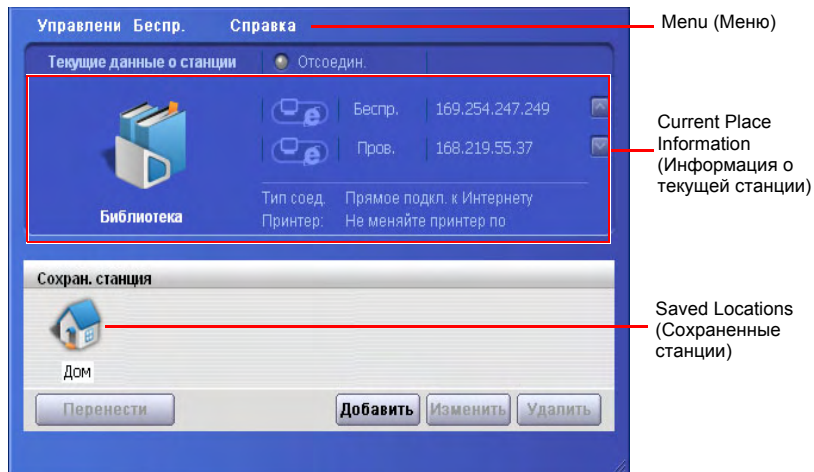 Управлени Беспр. Справка
Menu (Меню)
Текущие данные о станции Отсоедин.
Беспр. 169.254.247.249
Пров. 168.219.55.37
Current Place
Information
(Информация о
текущей станции)
Тип соед. Прямое подкл. к Интернету
Принтер: Не меняйте принтер по
Библиотека
Сохран. станция
Saved Locations
(Сохраненные
станции)
Дом
Перенести Добавить Изменить Удалить